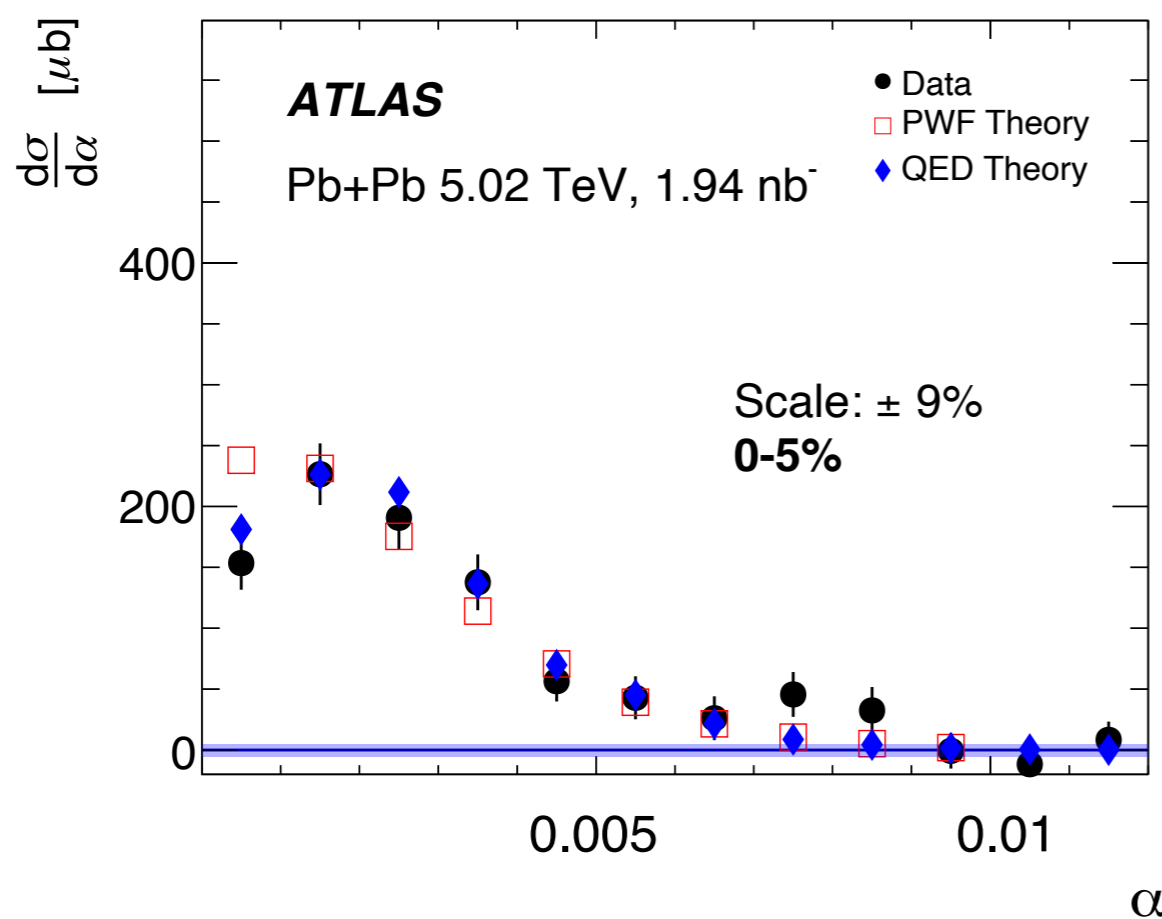 dσ/dα [μb]
ATLAS
Pb+Pb 5.02 TeV, 1.94 nb-
Data
PWF Theory
QED Theory
400
Scale: ± 9%
0-5%
200
0
0.005
0.01
α